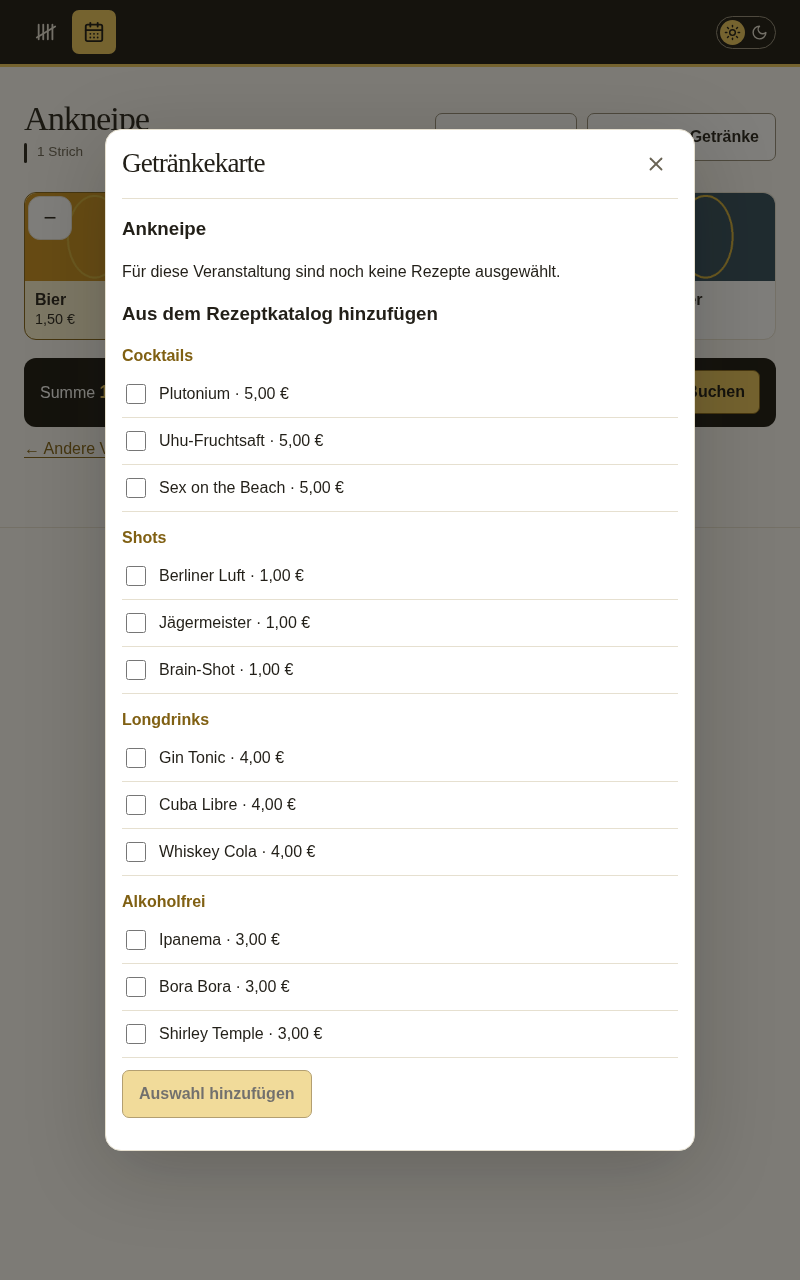 Ankneipe
1 Strich
Getränke
Bier
1,50 €
Summe
Buchen
← Andere
Getränkekarte
Ankneipe
Für diese Veranstaltung sind noch keine Rezepte ausgewählt.
Aus dem Rezeptkatalog hinzufügen
Cocktails
Plutonium · 5,00 €
Uhu-Fruchtsaft · 5,00 €
Sex on the Beach · 5,00 €
Shots
Berliner Luft · 1,00 €
Jägermeister · 1,00 €
Brain-Shot · 1,00 €
Longdrinks
Gin Tonic · 4,00 €
Cuba Libre · 4,00 €
Whiskey Cola · 4,00 €
Alkoholfrei
Ipanema · 3,00 €
Bora Bora · 3,00 €
Shirley Temple · 3,00 €
Auswahl hinzufügen